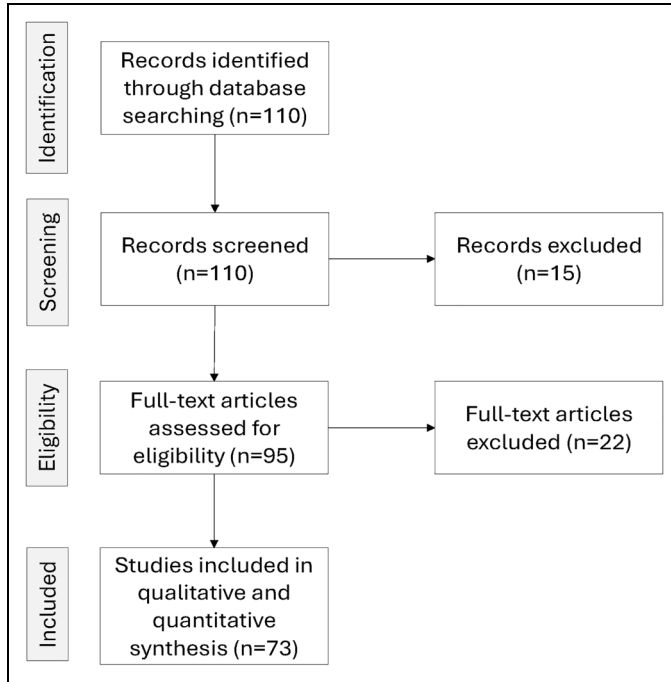 Identification
Records identified
through database
searching (n=110)
Screening
Records screened
(n=110)
Records excluded
(n=15)
Eligibility
Full-text articles
assessed for
eligibility (n=95)
Full-text articles
excluded (n=22)
Included
Studies included in
qualitative and
quantitative
synthesis (n=73)